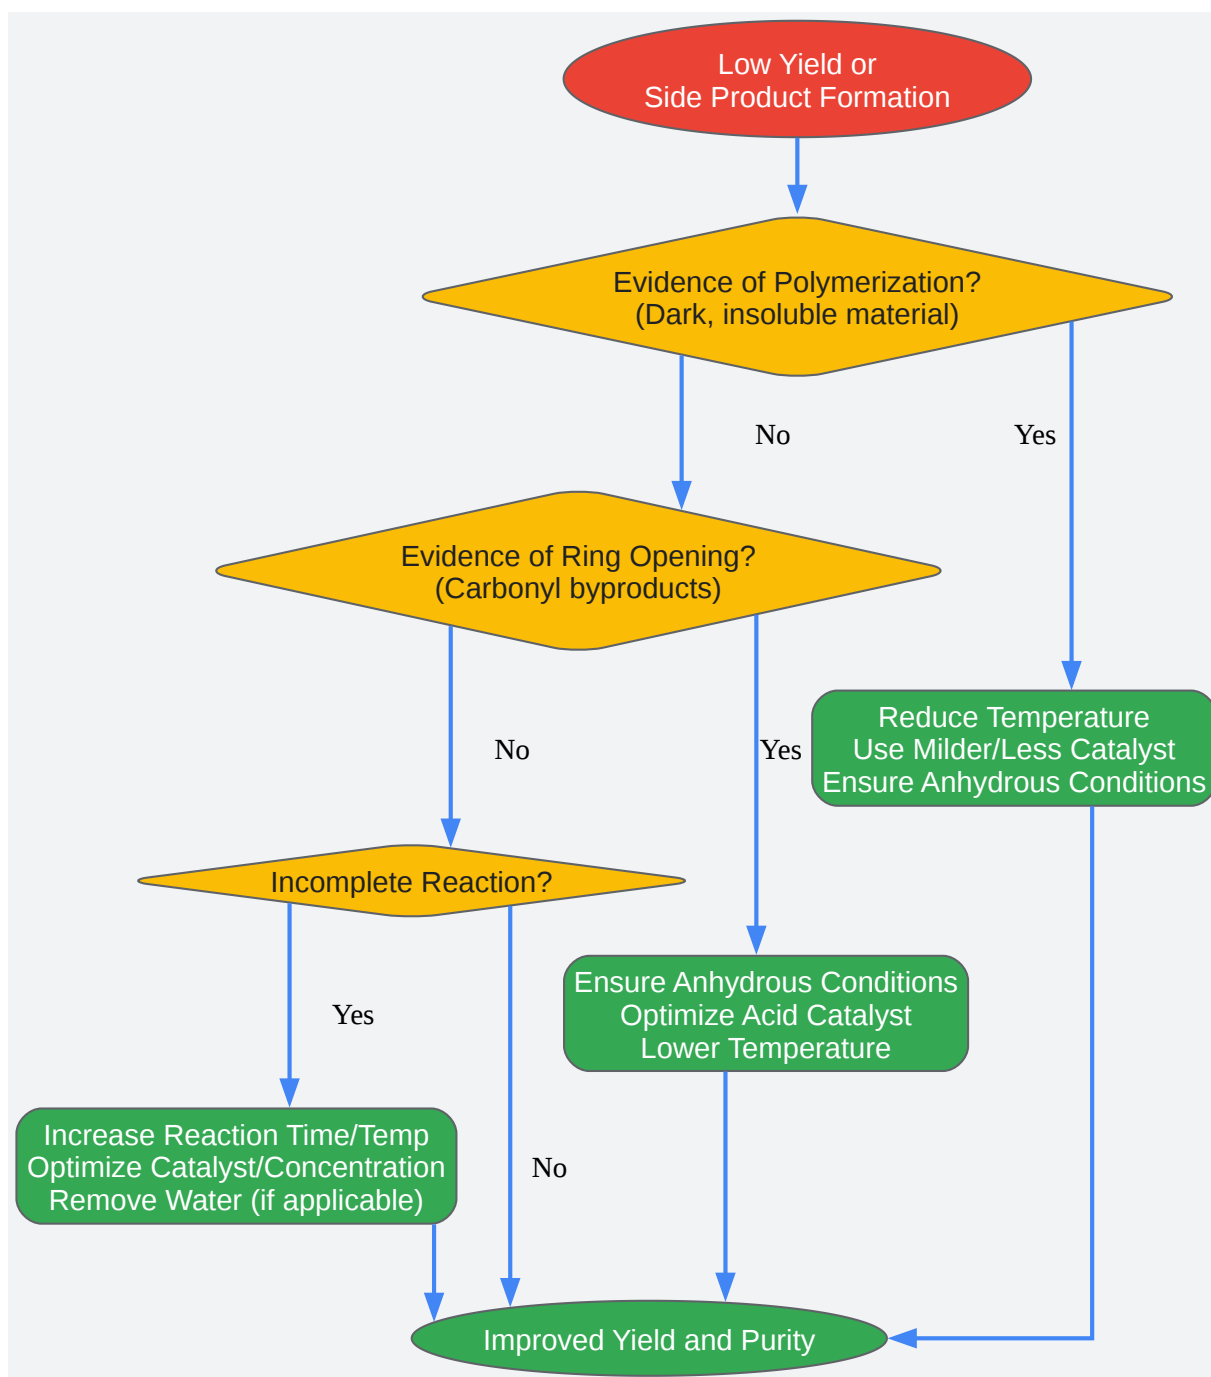 Low Yield or
Side Product Formation
Evidence of Polymerization?
(Dark, insoluble material)
No
Yes
Evidence of Ring Opening?
(Carbonyl byproducts)
No
Yes
Reduce Temperature
Use Milder/Less Catalyst
Ensure Anhydrous Conditions
Incomplete Reaction?
Yes
Ensure Anhydrous Conditions
Optimize Acid Catalyst
Lower Temperature
Increase Reaction Time/Temp
Optimize Catalyst/Concentration
Remove Water (if applicable)
No
Improved Yield and Purity